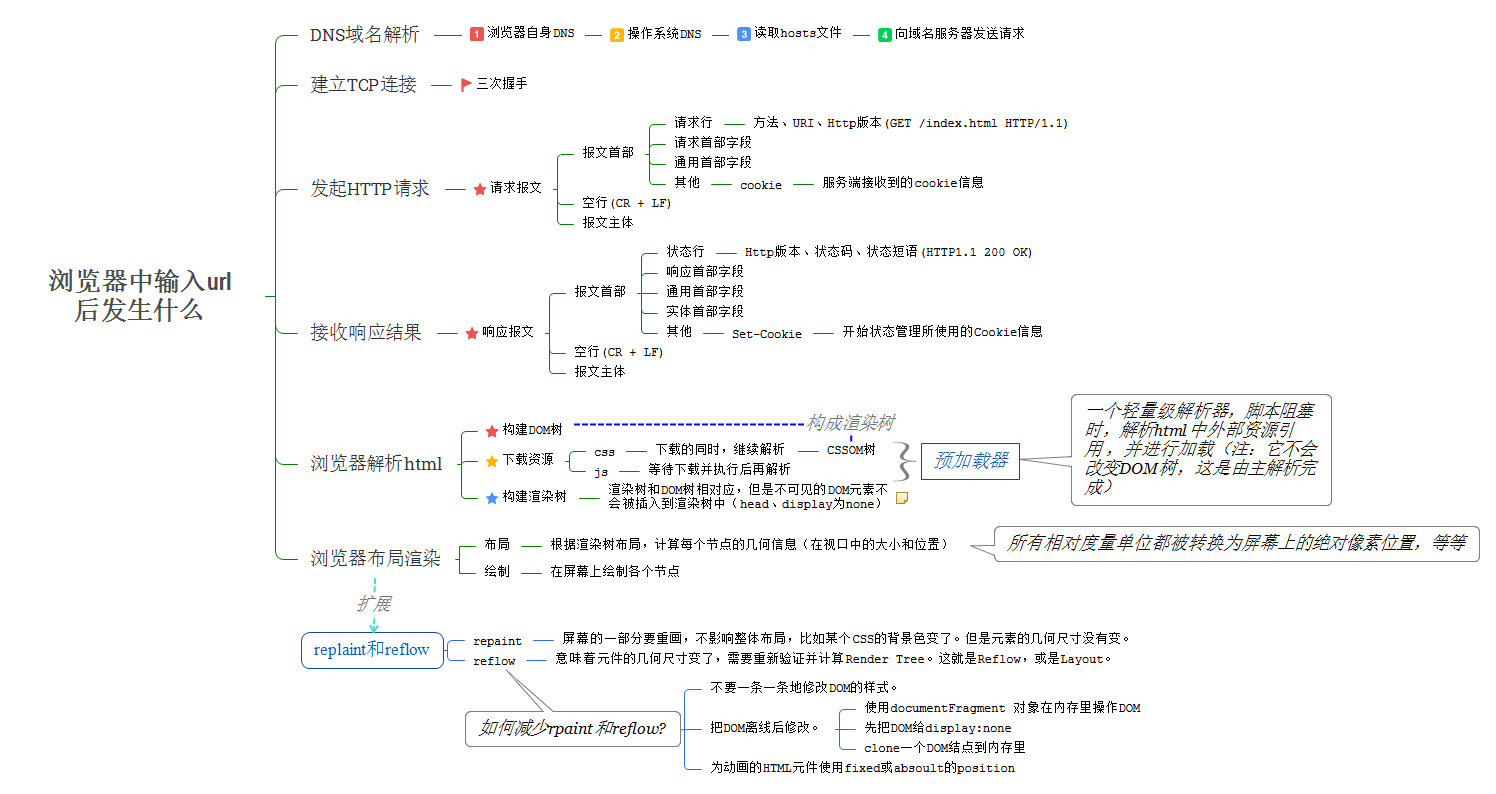 浏览器中输入url
后发生什么
DNS域名解析
1 浏览器自身DNS
2 操作系统DNS
3 读取hosts文件
4 向域名服务器发送请求
建立TCP连接
三次握手
发起HTTP请求
请求报文
报文首部
请求行
方法、URI、Http版本(GET /index.html HTTP/1.1)
请求首部字段
通用首部字段
其他
cookie
服务端接收到的cookie信息
空行(CR + LF)
报文主体
接收响应结果
响应报文
报文首部
状态行
Http版本、状态码、状态短语(HTTP1.1 200 OK)
响应首部字段
通用首部字段
实体首部字段
其他
Set-Cookie
开始状态管理所使用的Cookie信息
空行(CR + LF)
报文主体
浏览器解析html
构建DOM树
构成渲染树
下载资源
css
下载的同时，继续解析
CSSOM树
js
等待下载并执行后再解析
预加载器
一个轻量级解析器，脚本阻塞
时，解析html中外部资源引
用，并进行加载（注：它不会
改变DOM树，这是由主解析完
成）
构建渲染树
渲染树和DOM树相对应，但是不可见的DOM元素不
会被插入到渲染树中（head、display为none）
浏览器布局渲染
布局
根据渲染树布局，计算每个节点的几何信息（在视口中的大小和位置）
所有相对度量单位都被转换为屏幕上的绝对像素位置，等等
绘制
在屏幕上绘制各个节点
扩展
replaint和reflow
repaint
屏幕的一部分要重画，不影响整体布局，比如某个CSS的背景色变了。但是元素的几何尺寸没有变。
reflow
意味着元件的几何尺寸变了，需要重新验证并计算Render Tree。这就是Reflow，或是Layout。
如何减少rpaint和reflow?
不要一条一条地修改DOM的样式。
把DOM离线后修改。
使用documentFragment 对象在内存里操作DOM
先把DOM给display:none
clone一个DOM结点到内存里
为动画的HTML元件使用fixed或absoult的position